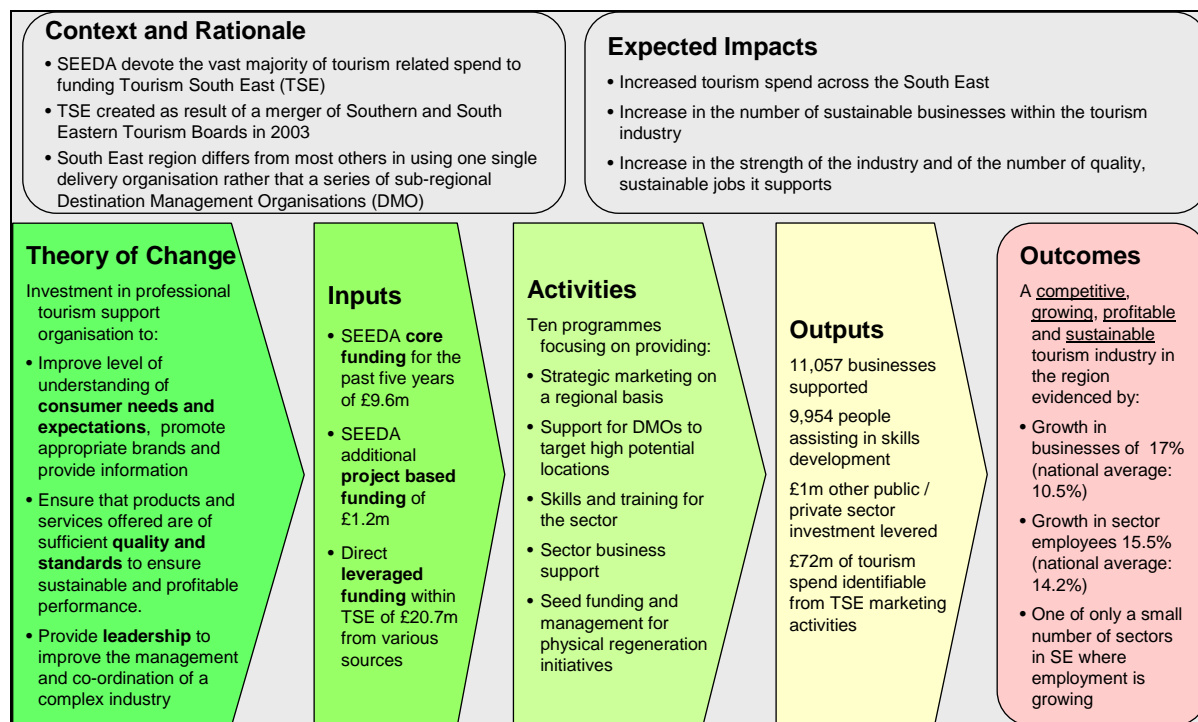 Context and Rationale
• SEEDA devote the vast majority of tourism related spend to
funding Tourism South East (TSE)
• TSE created as result of a merger of Southern and South
Eastern Tourism Boards in 2003
• South East region differs from most others in using one single
delivery organisation rather that a series of sub-regional
Destination Management Organisations (DMO)
Expected Impacts
• Increased tourism spend across the South East
• Increase in the number of sustainable businesses within the tourism
industry
• Increase in the strength of the industry and of the number of quality,
sustainable jobs it supports
Theory of Change
Investment in professional
tourism support
organisation to:
• Improve level of
understanding of
consumer needs and
expectations, promote
appropriate brands and
provide information
• Ensure that products and
services offered are of
sufficient quality and
standards to ensure
sustainable and profitable
performance.
• Provide leadership to
improve the management
and co-ordination of a
complex industry
Inputs
• SEEDA core
funding for the
past five years
of £9.6m
• SEEDA
additional
project based
funding of
£1.2m
• Direct
leveraged
funding within
TSE of £20.7m
from various
sources
Activities
Ten programmes
focusing on providing:
• Strategic marketing on
a regional basis
• Support for DMOs to
target high potential
locations
• Skills and training for
the sector
• Sector business
support
• Seed funding and
management for
physical regeneration
initiatives
Outputs
11,057 businesses
supported
9,954 people
assisting in skills
development
£1m other public /
private sector
investment levered
£72m of tourism
spend identifiable
from TSE marketing
activities
Outcomes
A competitive,
growing, profitable
and sustainable
tourism industry in
the region
evidenced by:
• Growth in
businesses of 17%
(national average:
10.5%)
• Growth in sector
employees 15.5%
(national average:
14.2%)
• One of only a small
number of sectors
in SE where
employment is
growing